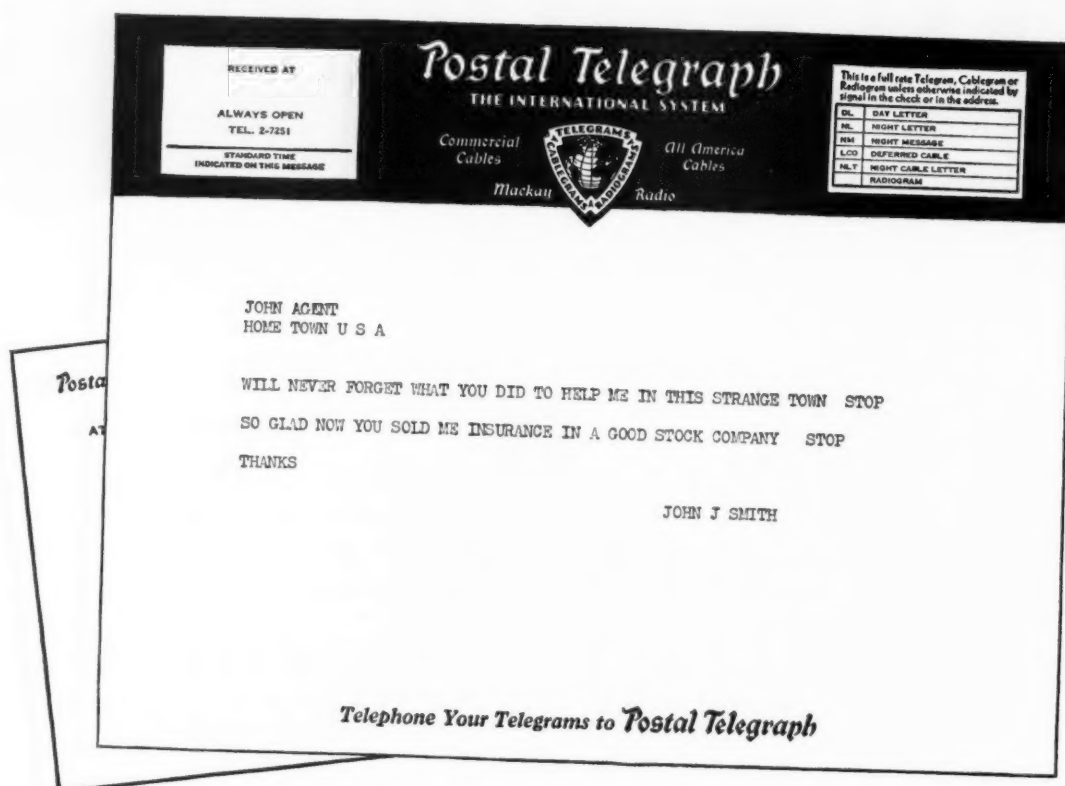 RECEIVED AT
ALWAYS OPEN
TEL. 2-7251
STANDARD TIME
INDICATED ON THIS MESSAGE
Postal Telegraph
THE INTERNATIONAL SYSTEM
Commercial
Cables
All America
Cables
Mackay
Radio
TELEGRAMS
CABLEGRAMS
RADIOGRAMS
This is a full rate Telegram, Cablegram or
Radiogram unless otherwise indicated by
signal in the check or in the address.
DL DAY LETTER
NL NIGHT LETTER
NM NIGHT MESSAGE
LCO DEFERRED CABLE
NLT NIGHT CABLE LETTER
RADIOGRAM
JOHN AGENT
HOME TOWN U S A
WILL NEVER FORGET WHAT YOU DID TO HELP ME IN THIS STRANGE TOWN STOP
SO GLAD NOW YOU SOLD ME INSURANCE IN A GOOD STOCK COMPANY STOP
THANKS
JOHN J SMITH
Telephone Your Telegrams to Postal Telegraph
Posta
AT